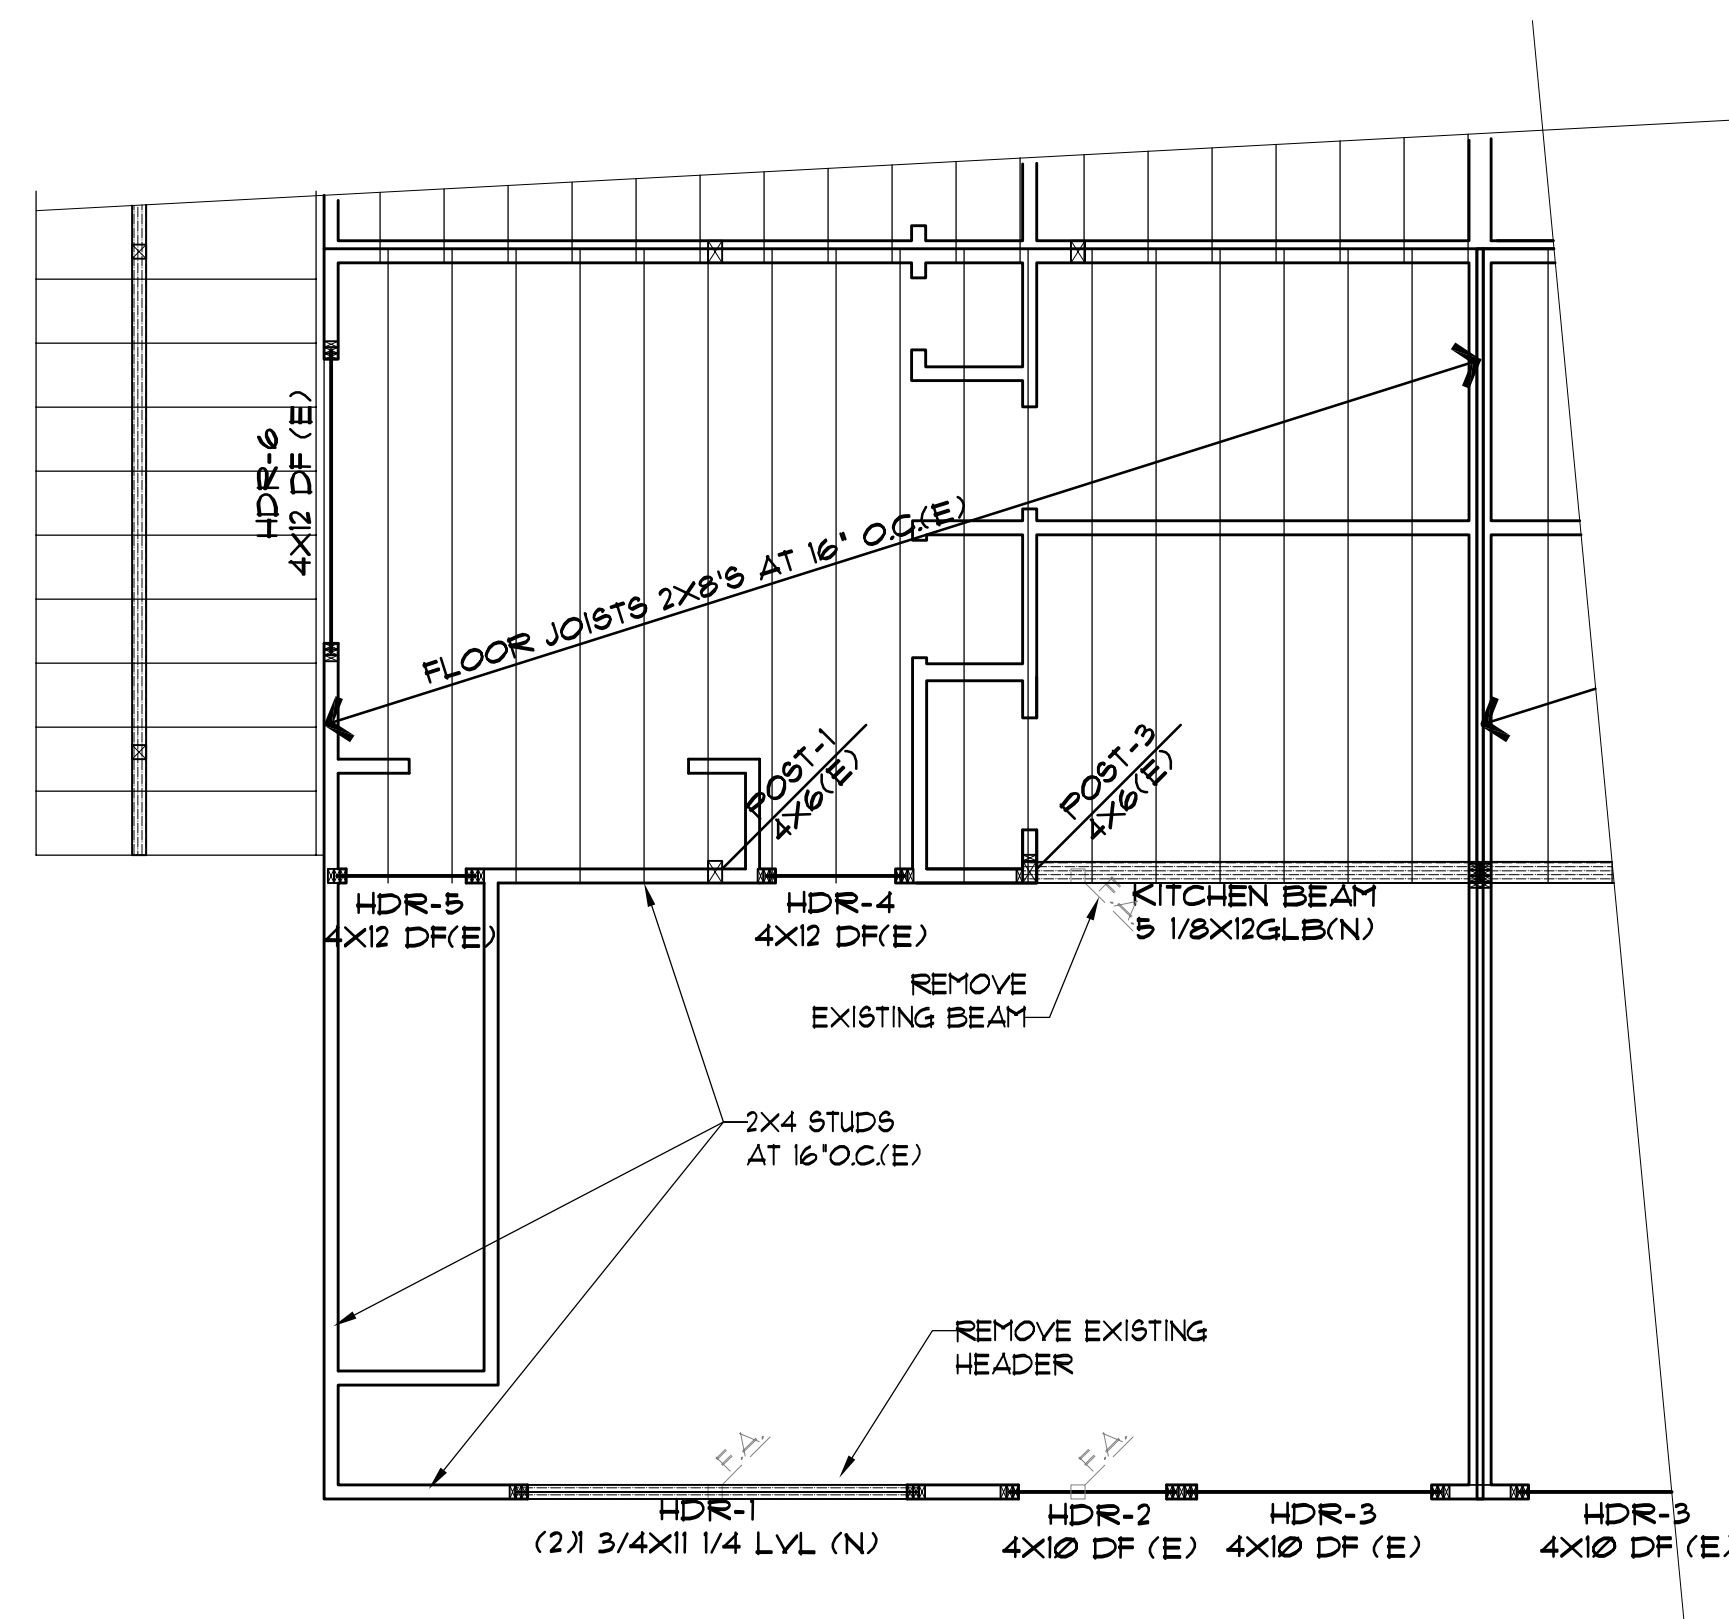 HDR-6
4X12 DF (E)
FLOOR JOISTS 2X8'S AT 16" O.C.(E)
POST-1
4X6(E)
POST-3
4X6(E)
HDR-5
4X12 DF(E)
HDR-4
4X12 DF(E)
F.A.
KITCHEN BEAM
5 1/8X12GLB(N)
REMOVE
EXISTING BEAM
2X4 STUDS
AT 16"O.C.(E)
REMOVE EXISTING
HEADER
F.A.
F.A.
HDR-1
(2)1 3/4X11 1/4 LVL (N)
HDR-2
4X10 DF (E)
HDR-3
4X10 DF (E)
HDR-3
4X10 DF (E)